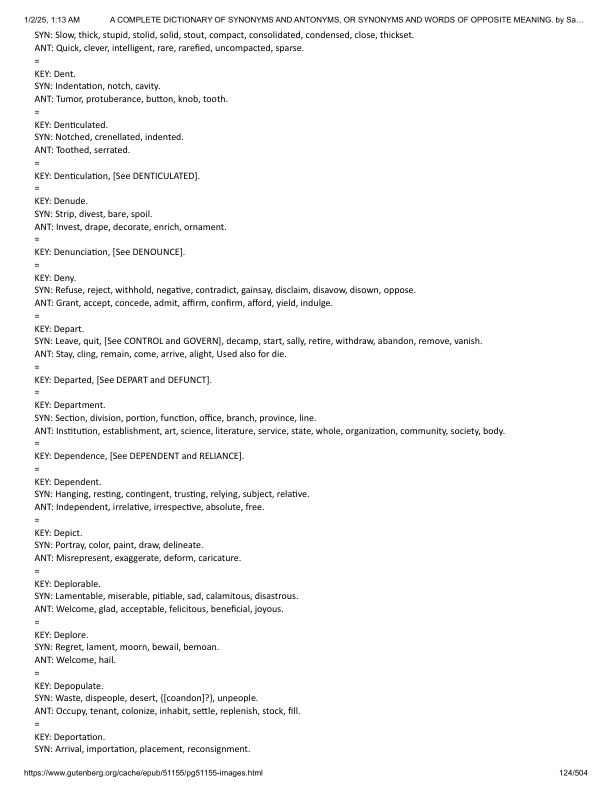 1/2/25, 1:13 AM A COMPLETE DICTIONARY OF SYNONYMS AND ANTONYMS, OR SYNONYMS AND WORDS OF OPPOSITE MEANING. by Sa…
SYN: Slow, thick, stupid, stolid, solid, stout, compact, consolidated, condensed, close, thickset.
ANT: Quick, clever, intelligent, rare, rarefied, uncompacted, sparse.
=
KEY: Dent.
SYN: Indentation, notch, cavity.
ANT: Tumor, protuberance, button, knob, tooth.
=
KEY: Denticulated.
SYN: Notched, crenellated, indented.
ANT: Toothed, serrated.
=
KEY: Denticulation, [See DENTICULATED].
=
KEY: Denude.
SYN: Strip, divest, bare, spoil.
ANT: Invest, drape, decorate, enrich, ornament.
=
KEY: Denunciation, [See DENOUNCE].
=
KEY: Deny.
SYN: Refuse, reject, withhold, negative, contradict, gainsay, disclaim, disavow, disown, oppose.
ANT: Grant, accept, concede, admit, affirm, confirm, afford, yield, indulge.
=
KEY: Depart.
SYN: Leave, quit, [See CONTROL and GOVERN], decamp, start, sally, retire, withdraw, abandon, remove, vanish.
ANT: Stay, cling, remain, come, arrive, alight, Used also for die.
=
KEY: Departed, [See DEPART and DEFUNCT].
=
KEY: Department.
SYN: Section, division, portion, function, office, branch, province, line.
ANT: Institution, establishment, art, science, literature, service, state, whole, organization, community, society, body.
=
KEY: Dependence, [See DEPENDENT and RELIANCE].
=
KEY: Dependent.
SYN: Hanging, resting, contingent, trusting, relying, subject, relative.
ANT: Independent, irrelative, irrespective, absolute, free.
=
KEY: Depict.
SYN: Portray, color, paint, draw, delineate.
ANT: Misrepresent, exaggerate, deform, caricature.
=
KEY: Deplorable.
SYN: Lamentable, miserable, pitiable, sad, calamitous, disastrous.
ANT: Welcome, glad, acceptable, felicitous, beneficial, joyous.
=
KEY: Deplore.
SYN: Regret, lament, moorn, bewail, bemoan.
ANT: Welcome, hail.
=
KEY: Depopulate.
SYN: Waste, dispeople, desert, {[coandon]?}, unpeople.
ANT: Occupy, tenant, colonize, inhabit, settle, replenish, stock, fill.
=
KEY: Deportation.
SYN: Arrival, importation, placement, reconsignment.
https://www.gutenberg.org/cache/epub/51155/pg51155-images.html 124/504